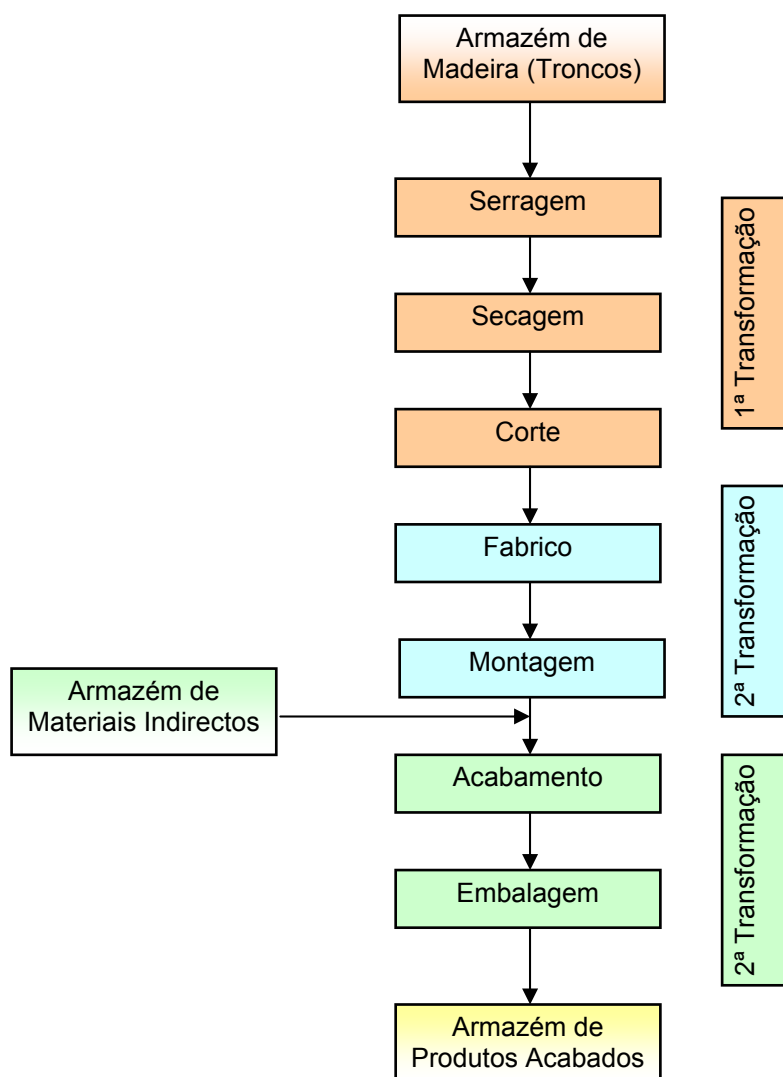 Armazém de
Madeira (Troncos)
Serragem
Secagem
Corte
1ª Transformação
Fabrico
Montagem
2ª Transformação
Armazém de
Materiais Indirectos
Acabamento
Embalagem
2ª Transformação
Armazém de
Produtos Acabados